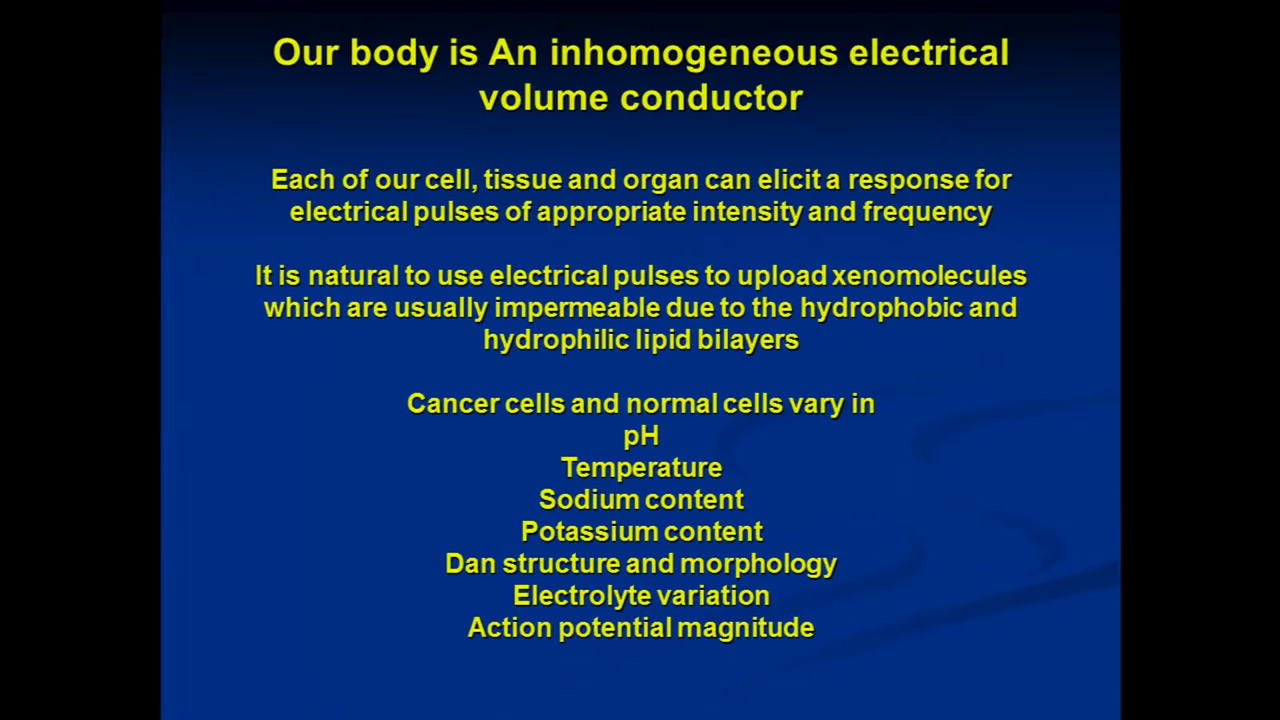 Our body is An inhomogeneous electrical
volume conductor
Each of our cell, tissue and organ can elicit a response for
electrical pulses of appropriate intensity and frequency
It is natural to use electrical pulses to upload xenomolecules
which are usually impermeable due to the hydrophobic and
hydrophilic lipid bilayers
Cancer cells and normal cells vary in
pH
Temperature
Sodium content
Potassium content
Dan structure and morphology
Electrolyte variation
Action potential magnitude